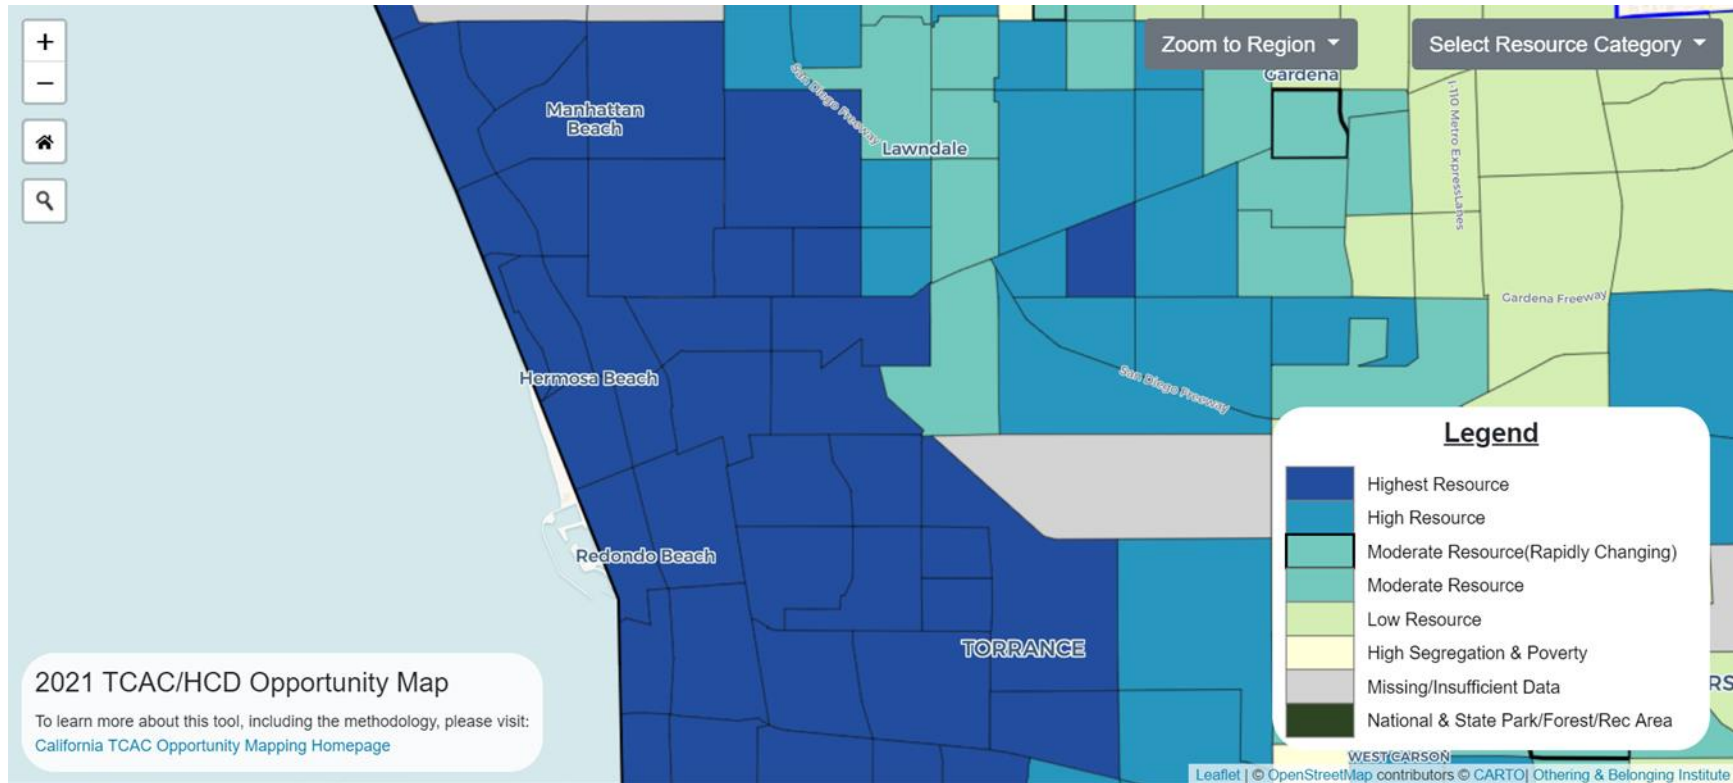 +
−
Zoom to Region
Select Resource Category
Gardena
Manhattan
Beach
San Diego Freeway
Lawndale
I-110 Metro ExpressLanes
Gardena Freeway
Hermosa Beach
San Diego Freeway
Redondo Beach
TORRANCE
Legend
Highest Resource
High Resource
Moderate Resource(Rapidly Changing)
Moderate Resource
Low Resource
High Segregation & Poverty
Missing/Insufficient Data
National & State Park/Forest/Rec Area
RS
WEST CARSON
2021 TCAC/HCD Opportunity Map
To learn more about this tool, including the methodology, please visit:
California TCAC Opportunity Mapping Homepage
Leaflet | © OpenStreetMap contributors © CARTO| Othering & Belonging Institute